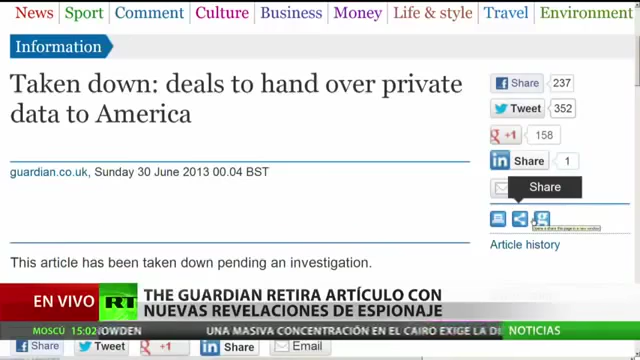 News Sport Comment Culture Business Money Life & style Travel Environment
Information
Taken down: deals to hand over private
data to America
guardian.co.uk, Sunday 30 June 2013 00.04 BST
This article has been taken down pending an investigation.
Share 237
Tweet 352
+1 158
in Share 1
Share
Article history
EN VIVO RT THE GUARDIAN RETIRA ARTÍCULO CON
NUEVAS REVELACIONES DE ESPIONAJE
MOSCÚ 15:02 OWDEN UNA MASIVA CONCENTRACIÓN EN EL CAIRO EXIGE LA DE NOTICIAS
Share Tweet +1 in Share Email